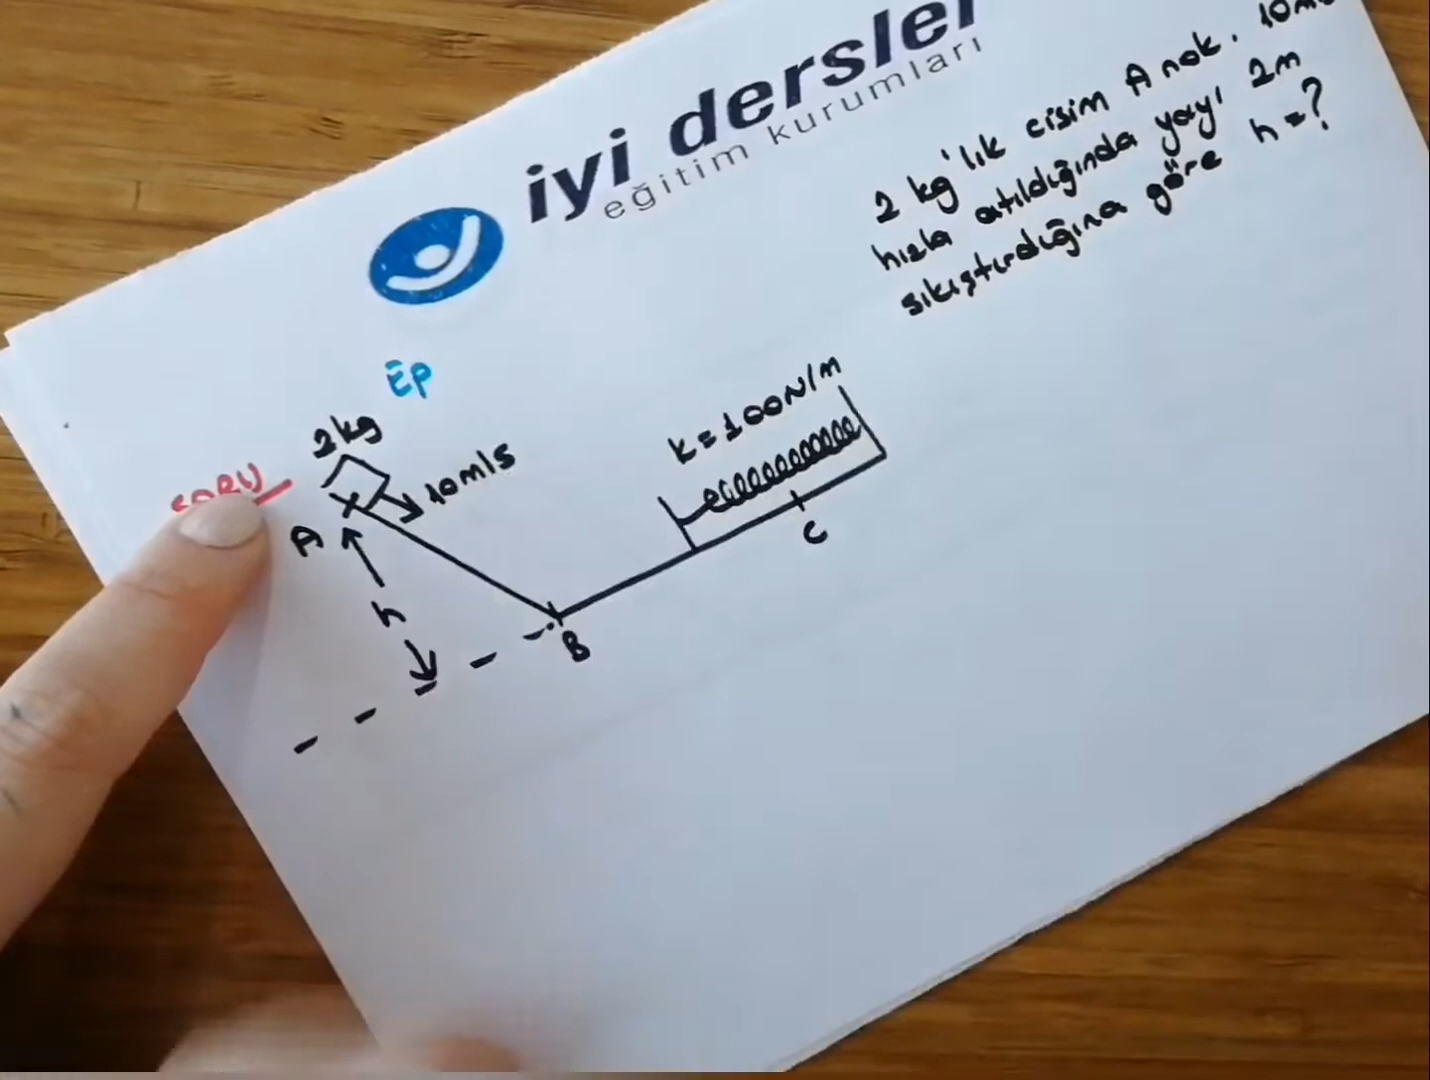 iyi dersler
eğitim kurumları
2 kg'lık cisim A nok.
hızla atıldığında yayı 2m
sıkıştırdığına göre h=?
Ep
2kg
10m/s
k=100N/m
A
h
B
C